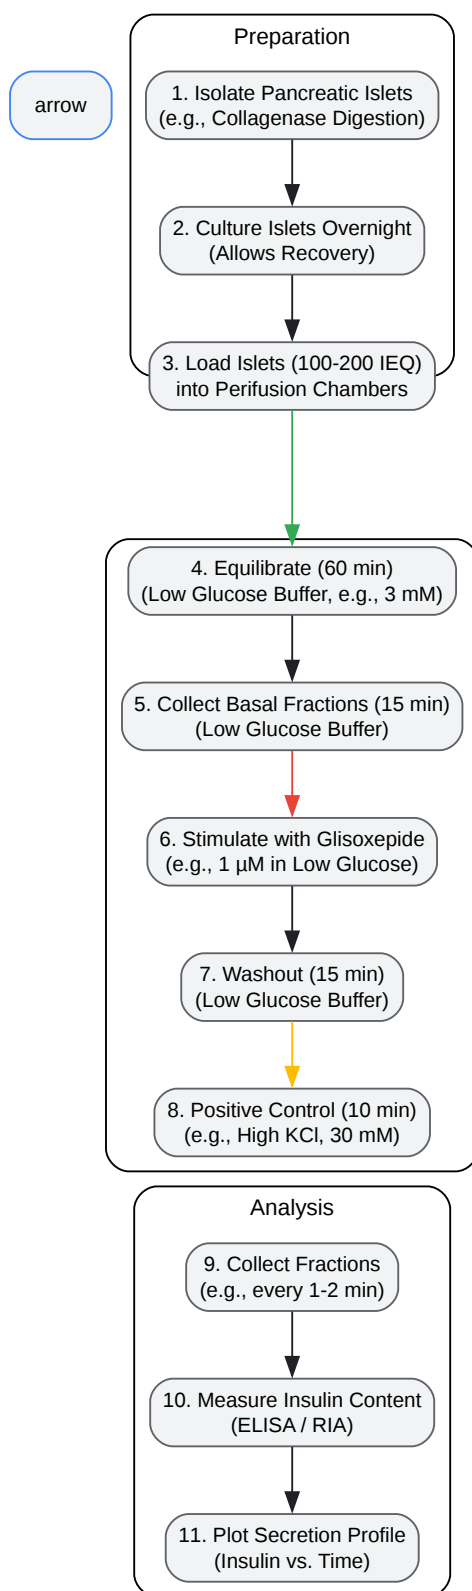 Preparation
arrow
1. Isolate Pancreatic Islets
(e.g., Collagenase Digestion)
2. Culture Islets Overnight
(Allows Recovery)
3. Load Islets (100-200 IEQ)
into Perifusion Chambers
4. Equilibrate (60 min)
(Low Glucose Buffer, e.g., 3 mM)
5. Collect Basal Fractions (15 min)
(Low Glucose Buffer)
6. Stimulate with Glisoxepide
(e.g., 1 µM in Low Glucose)
7. Washout (15 min)
(Low Glucose Buffer)
8. Positive Control (10 min)
(e.g., High KCl, 30 mM)
Analysis
9. Collect Fractions
(e.g., every 1-2 min)
10. Measure Insulin Content
(ELISA / RIA)
11. Plot Secretion Profile
(Insulin vs. Time)